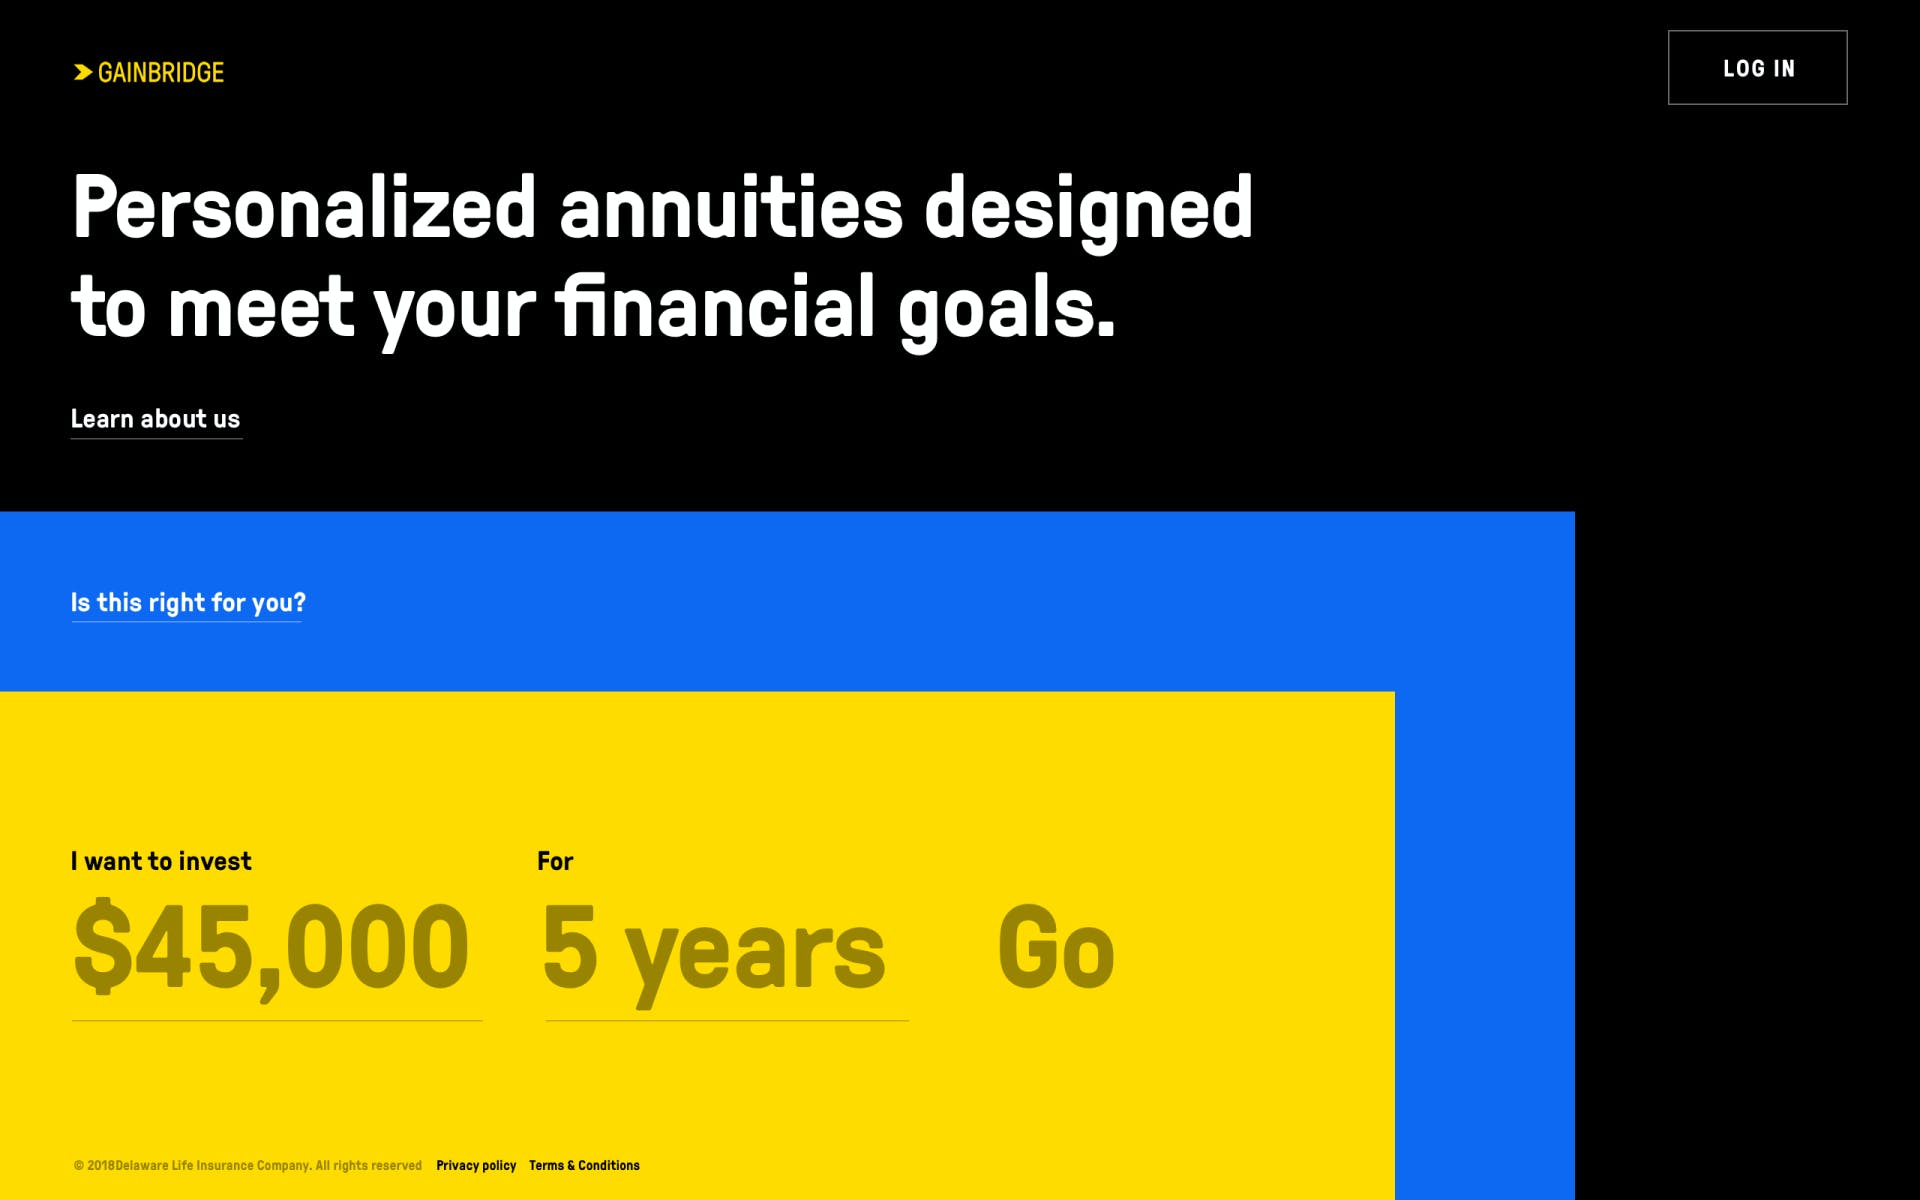 GAINBRIDGE
LOG IN
Personalized annuities designed
to meet your financial goals.
Learn about us
Is this right for you?
I want to invest
For
$45,000
5 years
Go
© 2018Delaware Life Insurance Company. All rights reserved
Privacy policy
Terms & Conditions